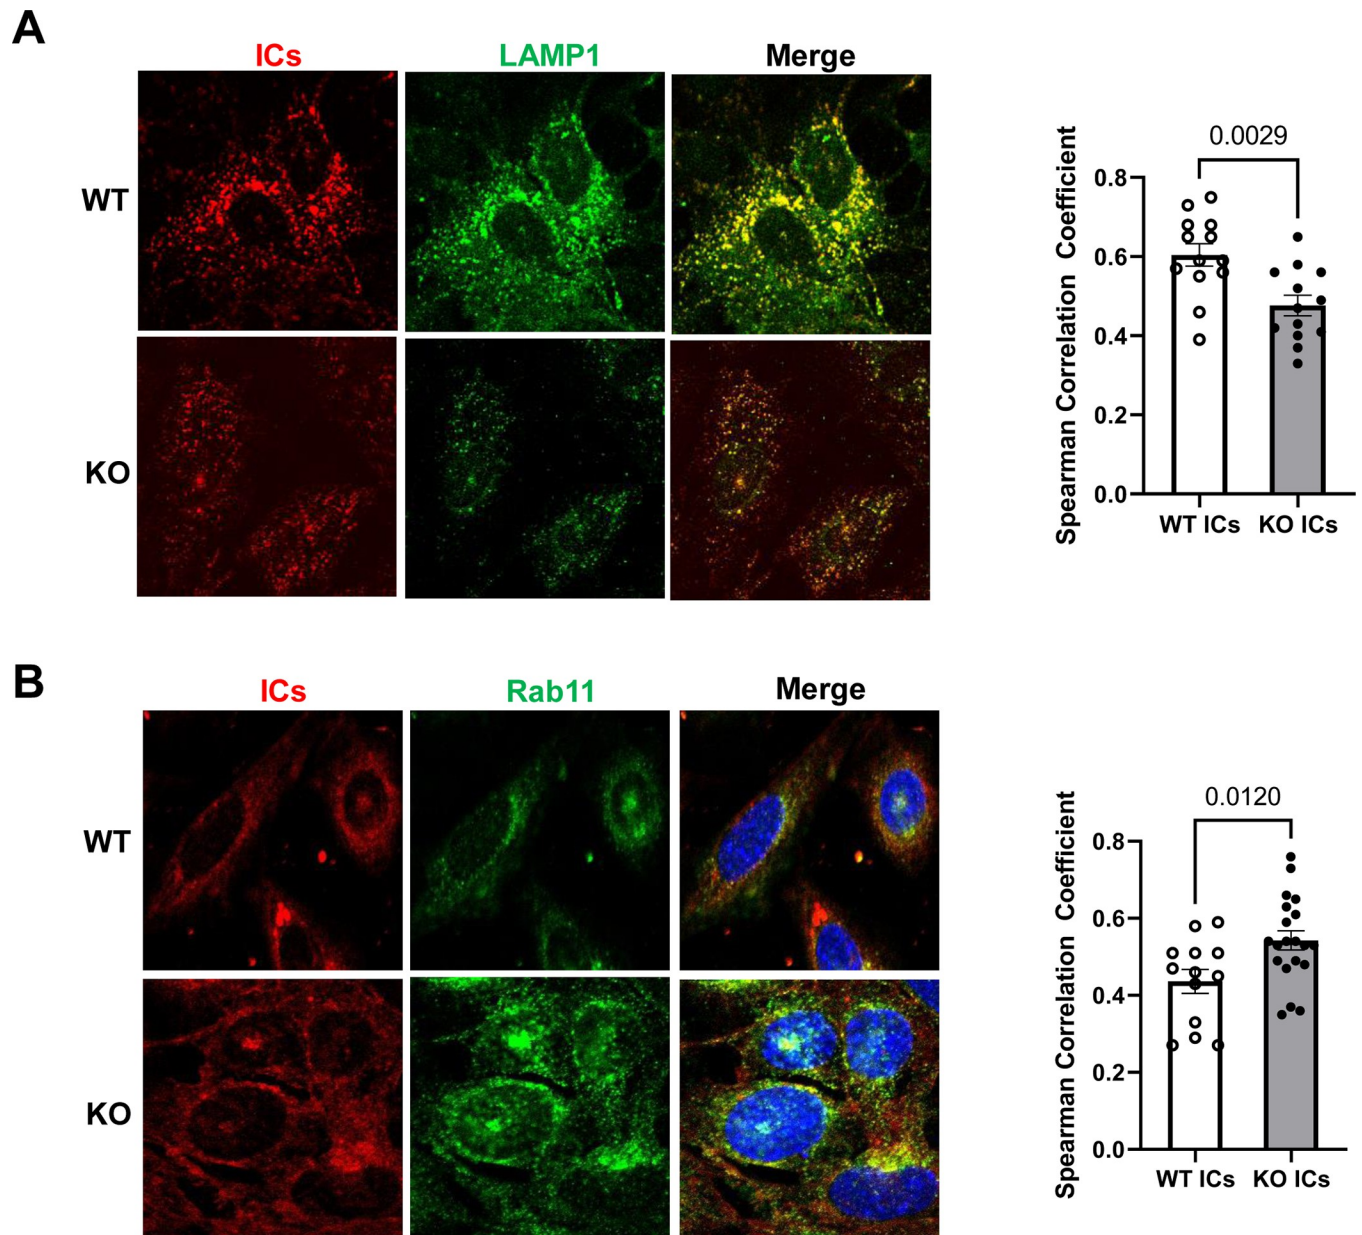 A
ICs
LAMP1
Merge
WT
KO
Spearman Correlation Coefficient
0.0029
0.8
0.6
0.4
0.2
0.0
WT ICs
KO ICs
B
ICs
Rab11
Merge
WT
KO
Spearman Correlation Coefficient
0.0120
0.8
0.6
0.4
0.2
0.0
WT ICs
KO ICs